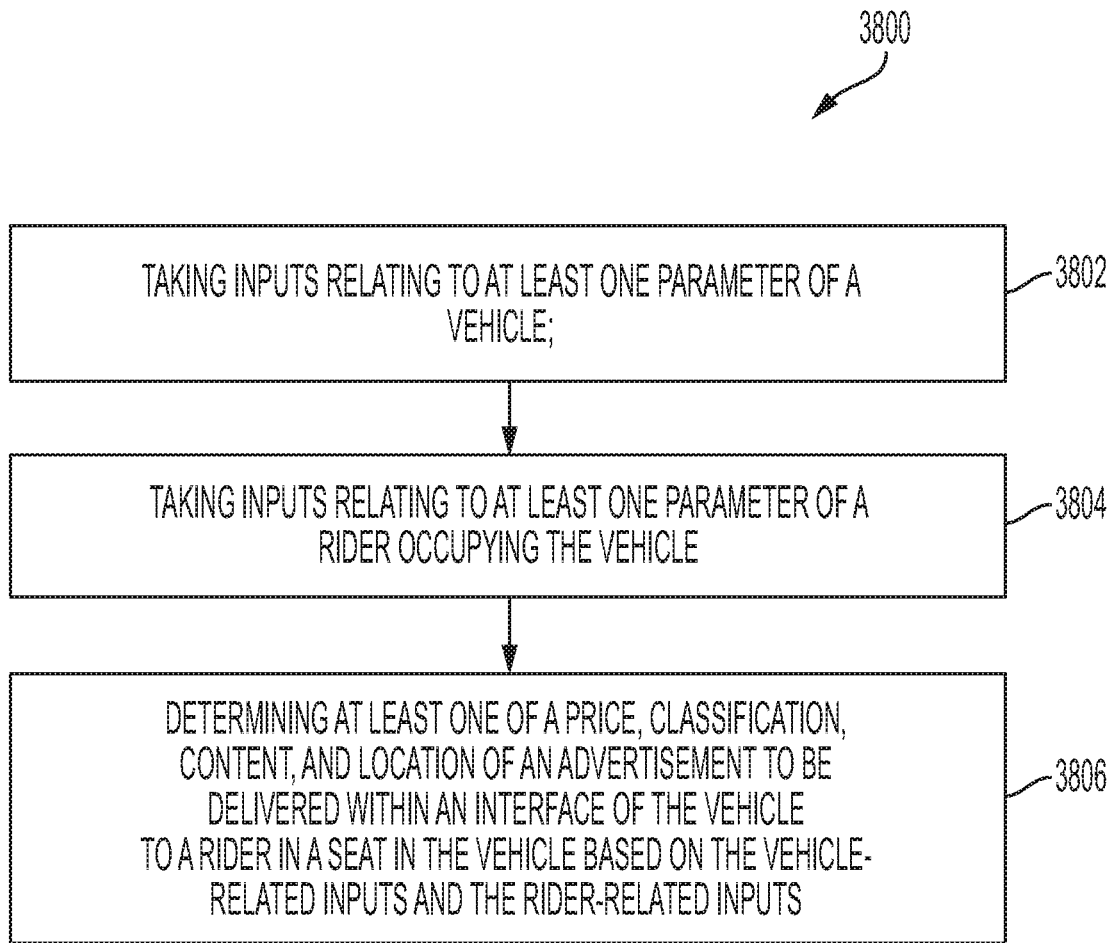 3800
TAKING INPUTS RELATING TO AT LEAST ONE PARAMETER OF A
VEHICLE;
3802
TAKING INPUTS RELATING TO AT LEAST ONE PARAMETER OF A
RIDER OCCUPYING THE VEHICLE
3804
DETERMINING AT LEAST ONE OF A PRICE, CLASSIFICATION,
CONTENT, AND LOCATION OF AN ADVERTISEMENT TO BE
DELIVERED WITHIN AN INTERFACE OF THE VEHICLE
TO A RIDER IN A SEAT IN THE VEHICLE BASED ON THE VEHICLE-
RELATED INPUTS AND THE RIDER-RELATED INPUTS
3806